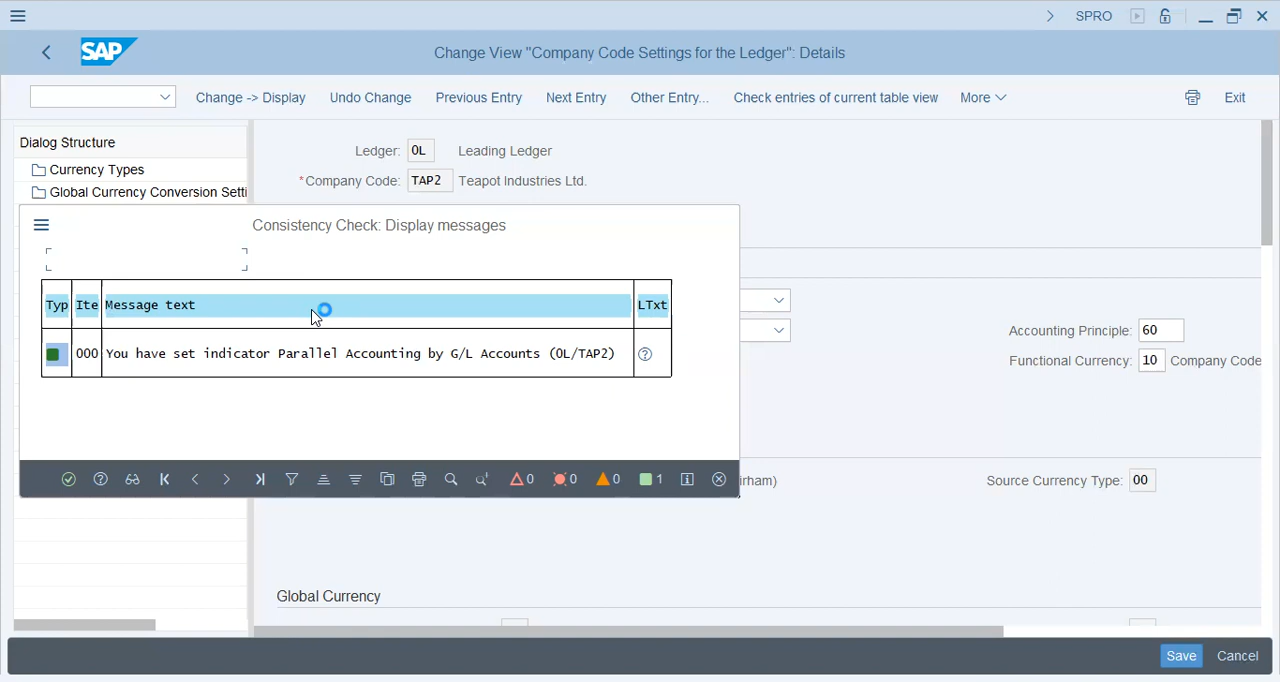 SPRO
SAP
Change View "Company Code Settings for the Ledger": Details
Change -> Display Undo Change Previous Entry Next Entry Other Entry... Check entries of current table view More Exit
Dialog Structure
Currency Types
Global Currency Conversion Setti
Ledger: 0L Leading Ledger
*Company Code: TAP2 Teapot Industries Ltd.
Consistency Check: Display messages
Typ Ite Message text LTxt
000 You have set indicator Parallel Accounting by G/L Accounts (0L/TAP2)
0 0 0 1
Accounting Principle: 60
Functional Currency: 10 Company Code
irham) Source Currency Type: 00
Global Currency
Save Cancel